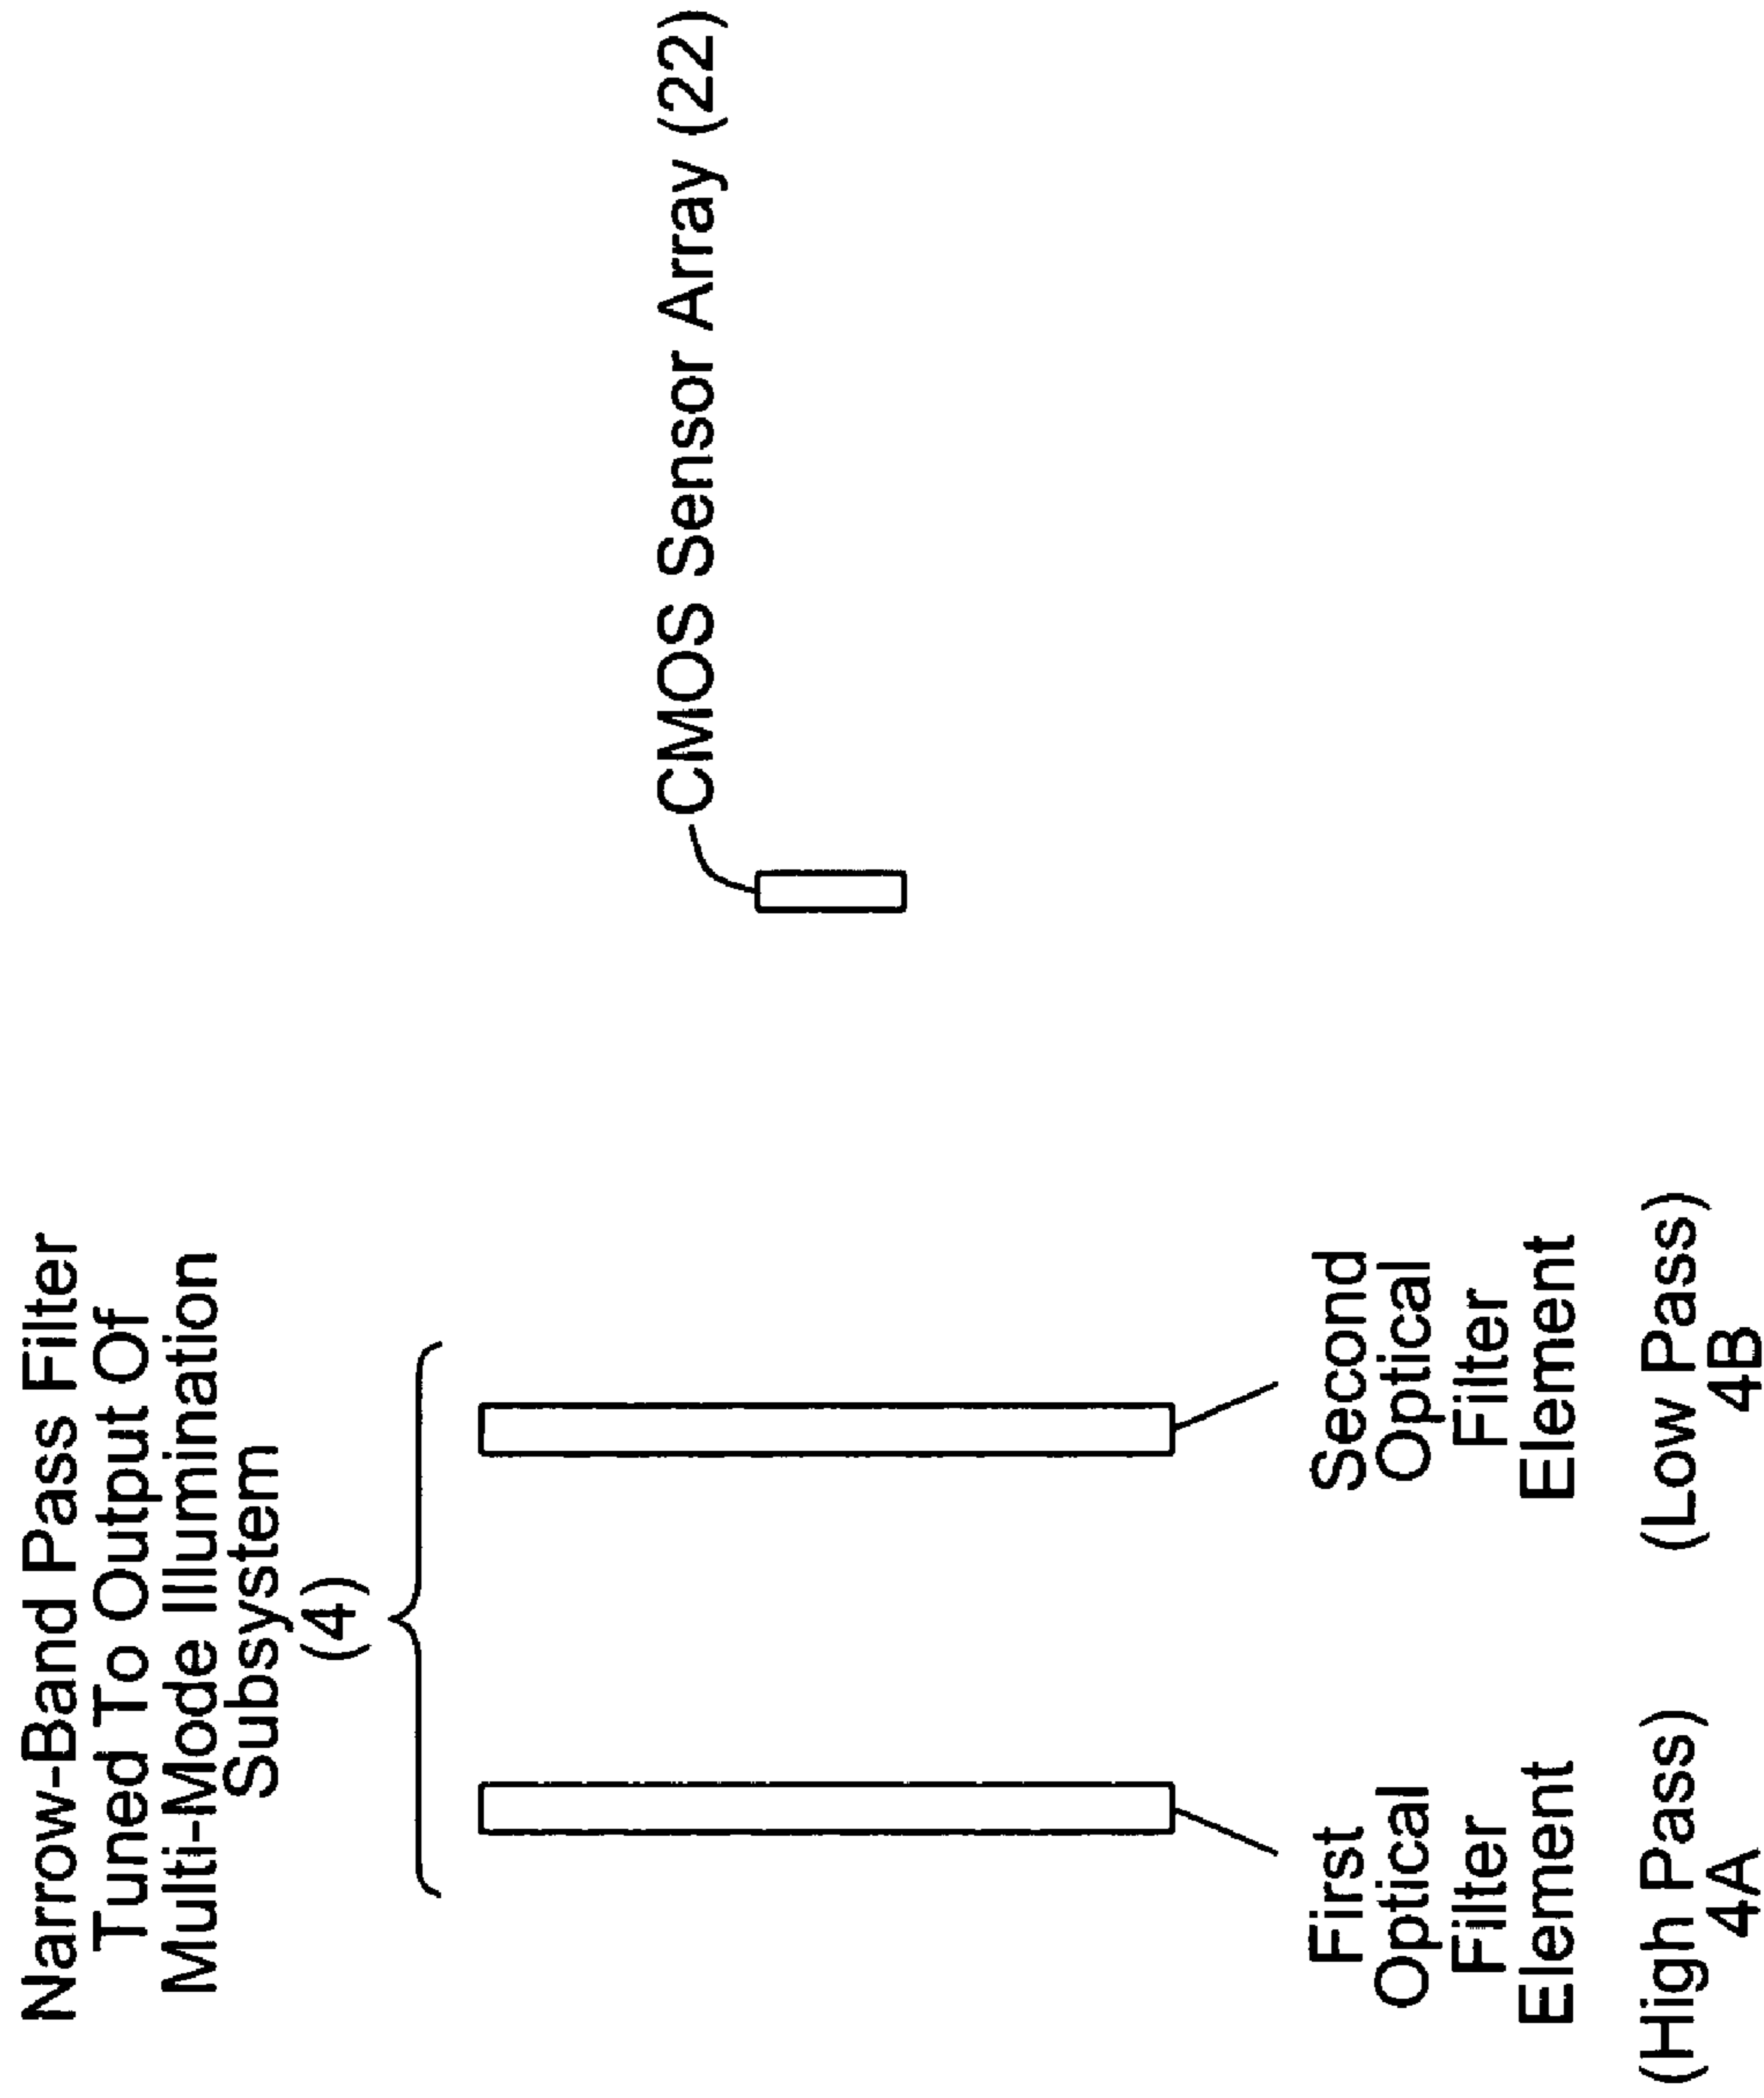 Narrow-Band Pass Filter
Tuned To Output Of
Multi-Mode Illumination
Subsystem
(4)
CMOS Sensor Array (22)
First
Optical
Filter
Element
(High Pass)
4A
Second
Optical
Filter
Element
(Low Pass)
4B